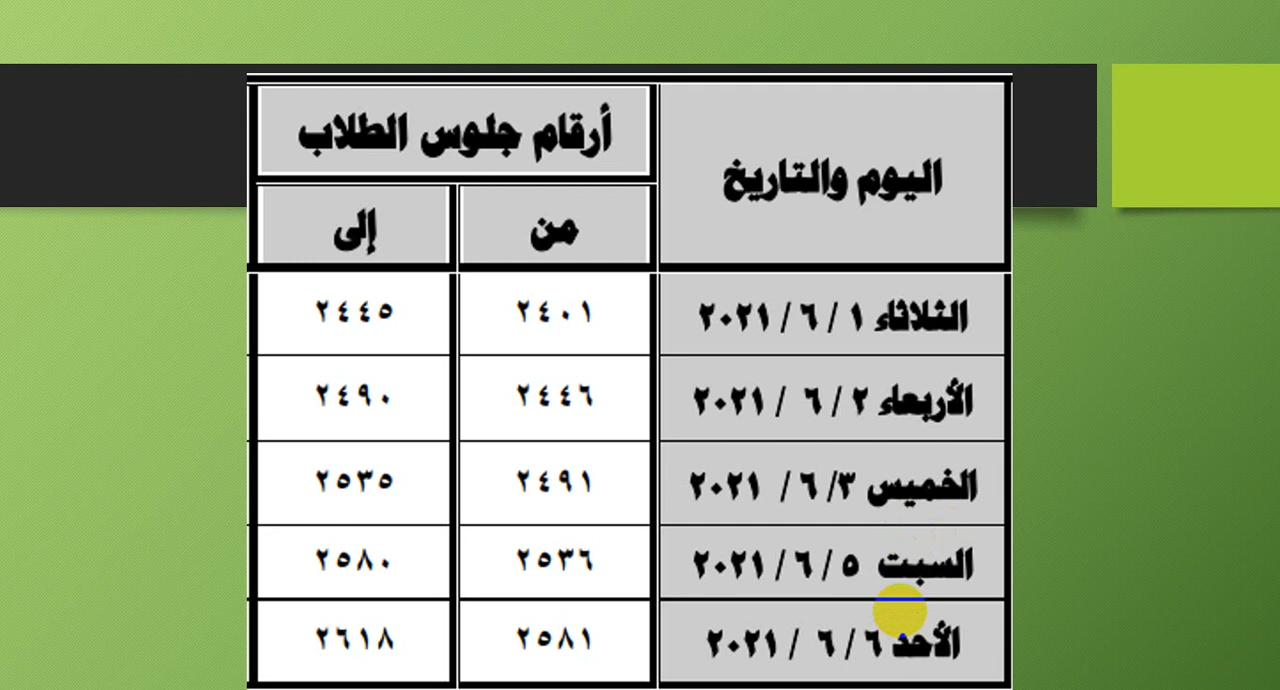 اليوم والتاريخ
أرقام جلوس الطلاب
من إلى
الثلاثاء ١ / ٦ / ٢٠٢١ ٢٤٠١ ٢٤٤٥
الأربعاء ٢ / ٦ / ٢٠٢١ ٢٤٤٦ ٢٤٩٠
الخميس ٣/ ٦ / ٢٠٢١ ٢٤٩١ ٢٥٣٥
السبت ٥ / ٦ / ٢٠٢١ ٢٥٣٦ ٢٥٨٠
الأحد ٦ / ٦ / ٢٠٢١ ٢٥٨١ ٢٦١٨